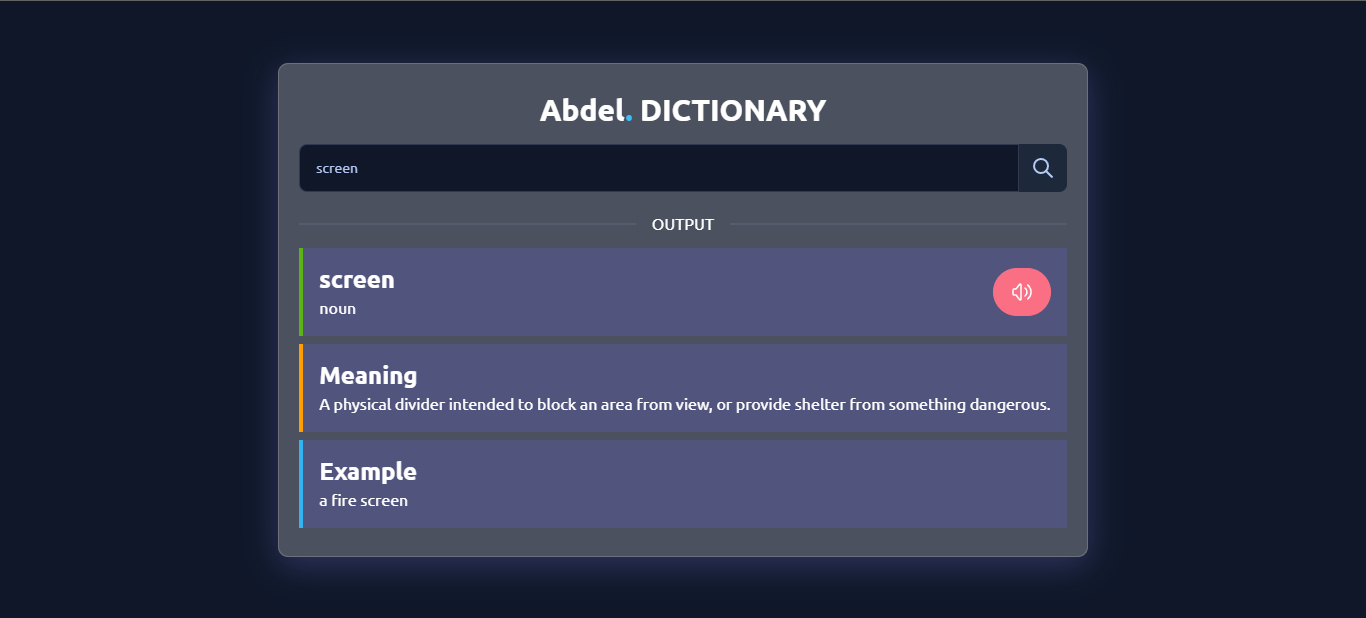 Abdel. DICTIONARY
screen
OUTPUT
screen
noun
Meaning
A physical divider intended to block an area from view, or provide shelter from something dangerous.
Example
a fire screen